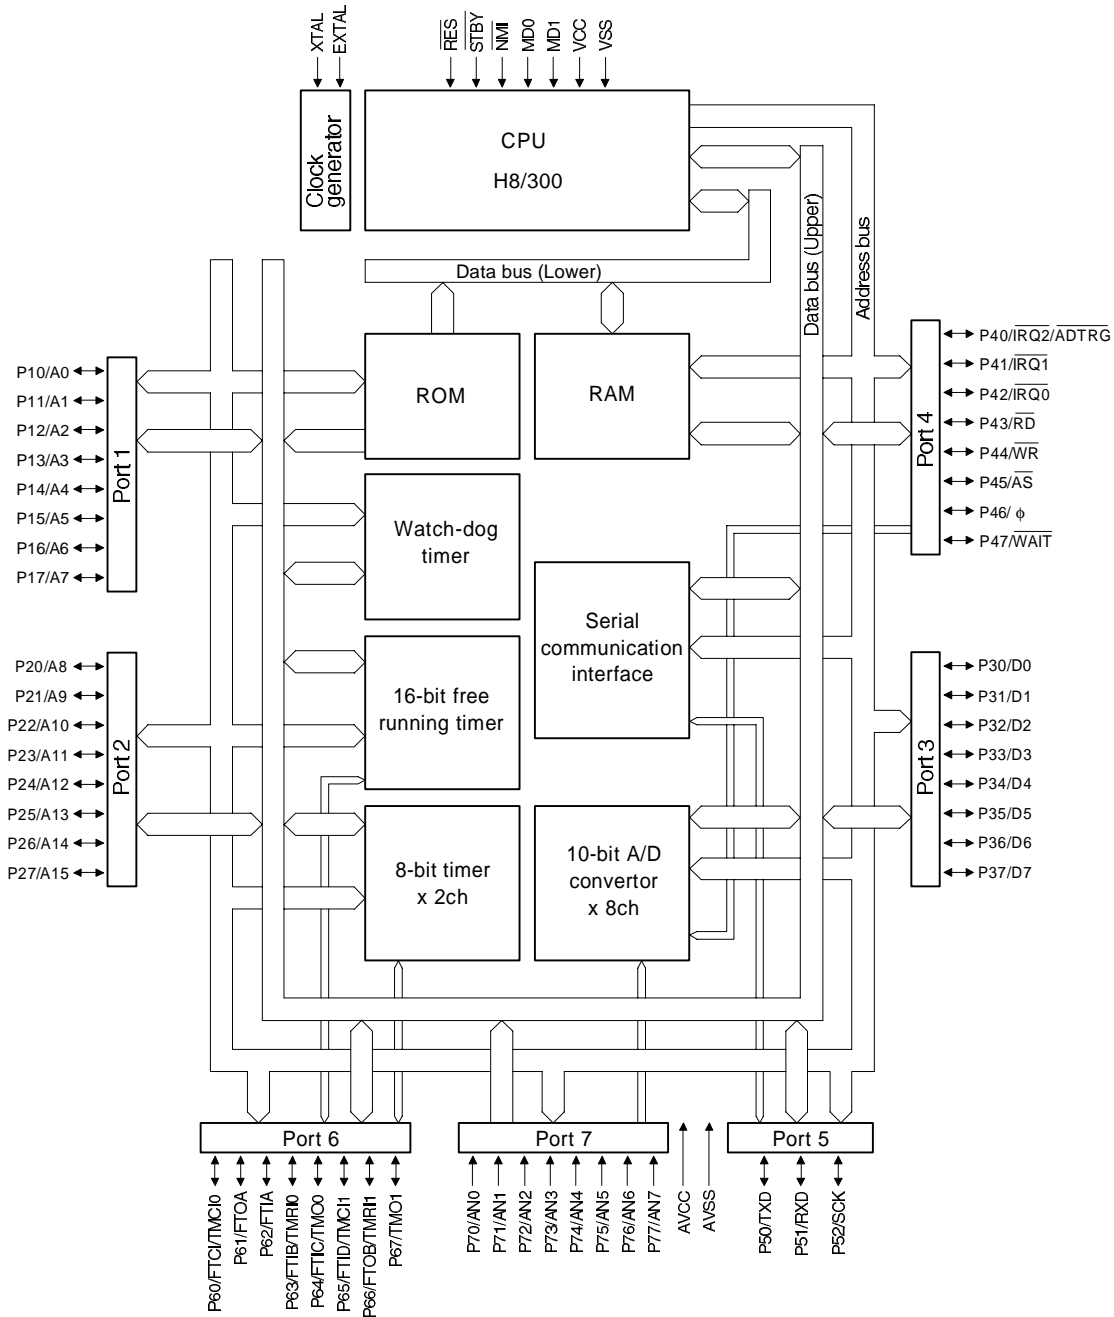 XTAL
EXTAL
RES
STBY
NMI
MD0
MD1
VCC
VSS
Clock
generator
CPU
H8/300
Data bus (Lower)
Data bus (Upper)
Address bus
ROM
RAM
Watch-dog
timer
Serial
communication
interface
16-bit free
running timer
8-bit timer
x 2ch
10-bit A/D
convertor
x 8ch
P10/A0
P11/A1
P12/A2
P13/A3
P14/A4
P15/A5
P16/A6
P17/A7
Port 1
P20/A8
P21/A9
P22/A10
P23/A11
P24/A12
P25/A13
P26/A14
P27/A15
Port 2
Port 4
P40/IRQ2/ADTRG
P41/IRQ1
P42/IRQ0
P43/RD
P44/WR
P45/AS
P46/ ϕ
P47/WAIT
Port 3
P30/D0
P31/D1
P32/D2
P33/D3
P34/D4
P35/D5
P36/D6
P37/D7
Port 6
P60/FTCI/TMCI0
P61/FTOA
P62/FTIA
P63/FTIB/TMRI0
P64/FTIC/TMO0
P65/FTID/TMCI1
P66/FTOB/TMRI1
P67/TMO1
Port 7
P70/AN0
P71/AN1
P72/AN2
P73/AN3
P74/AN4
P75/AN5
P76/AN6
P77/AN7
AVCC
AVSS
Port 5
P50/TXD
P51/RXD
P52/SCK